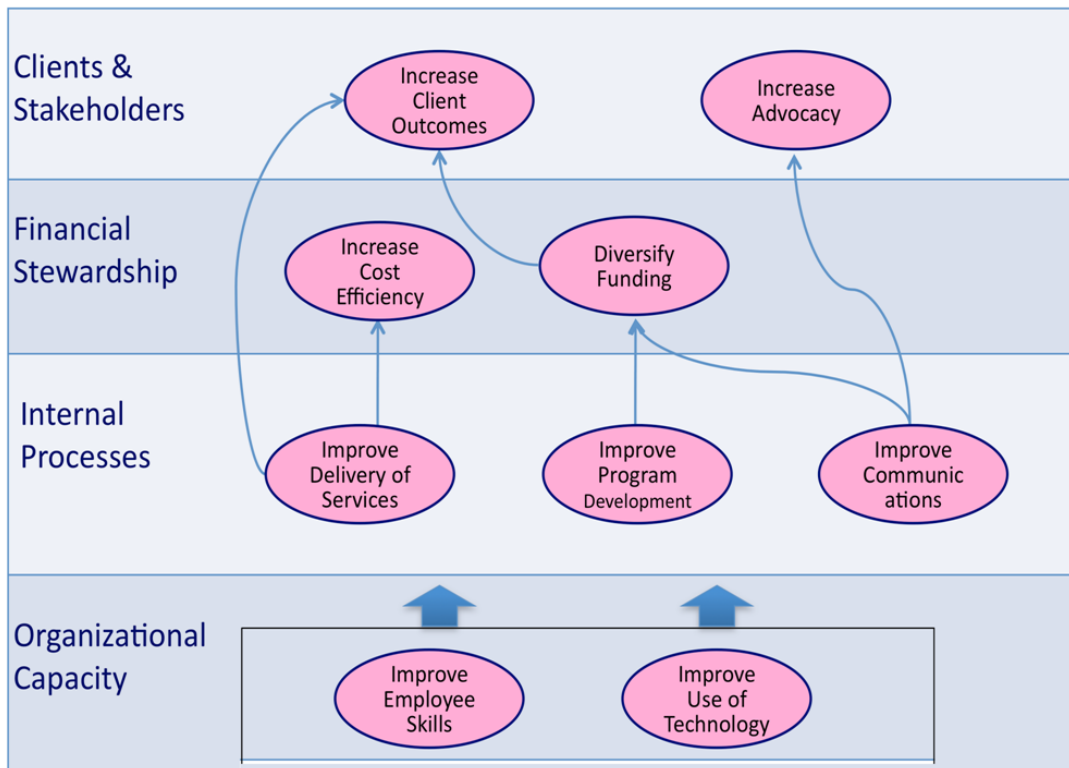 Clients &
Stakeholders
Increase
Client
Outcomes
Increase
Advocacy
Financial
Stewardship
Increase
Cost
Efficiency
Diversify
Funding
Internal
Processes
Improve
Delivery of
Services
Improve
Program
Development
Improve
Communic
ations
Organizational
Capacity
Improve
Employee
Skills
Improve
Use of
Technology